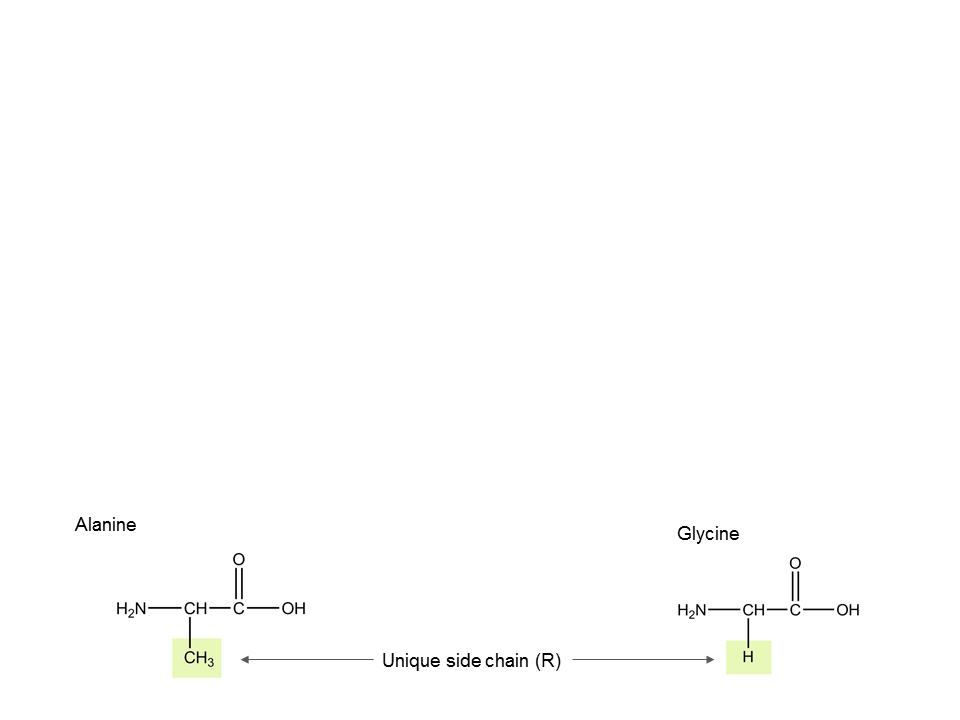 Alanine
Glycine
O
H₂N CH C OH
CH₃
O
H₂N CH C OH
H
Unique side chain (R)